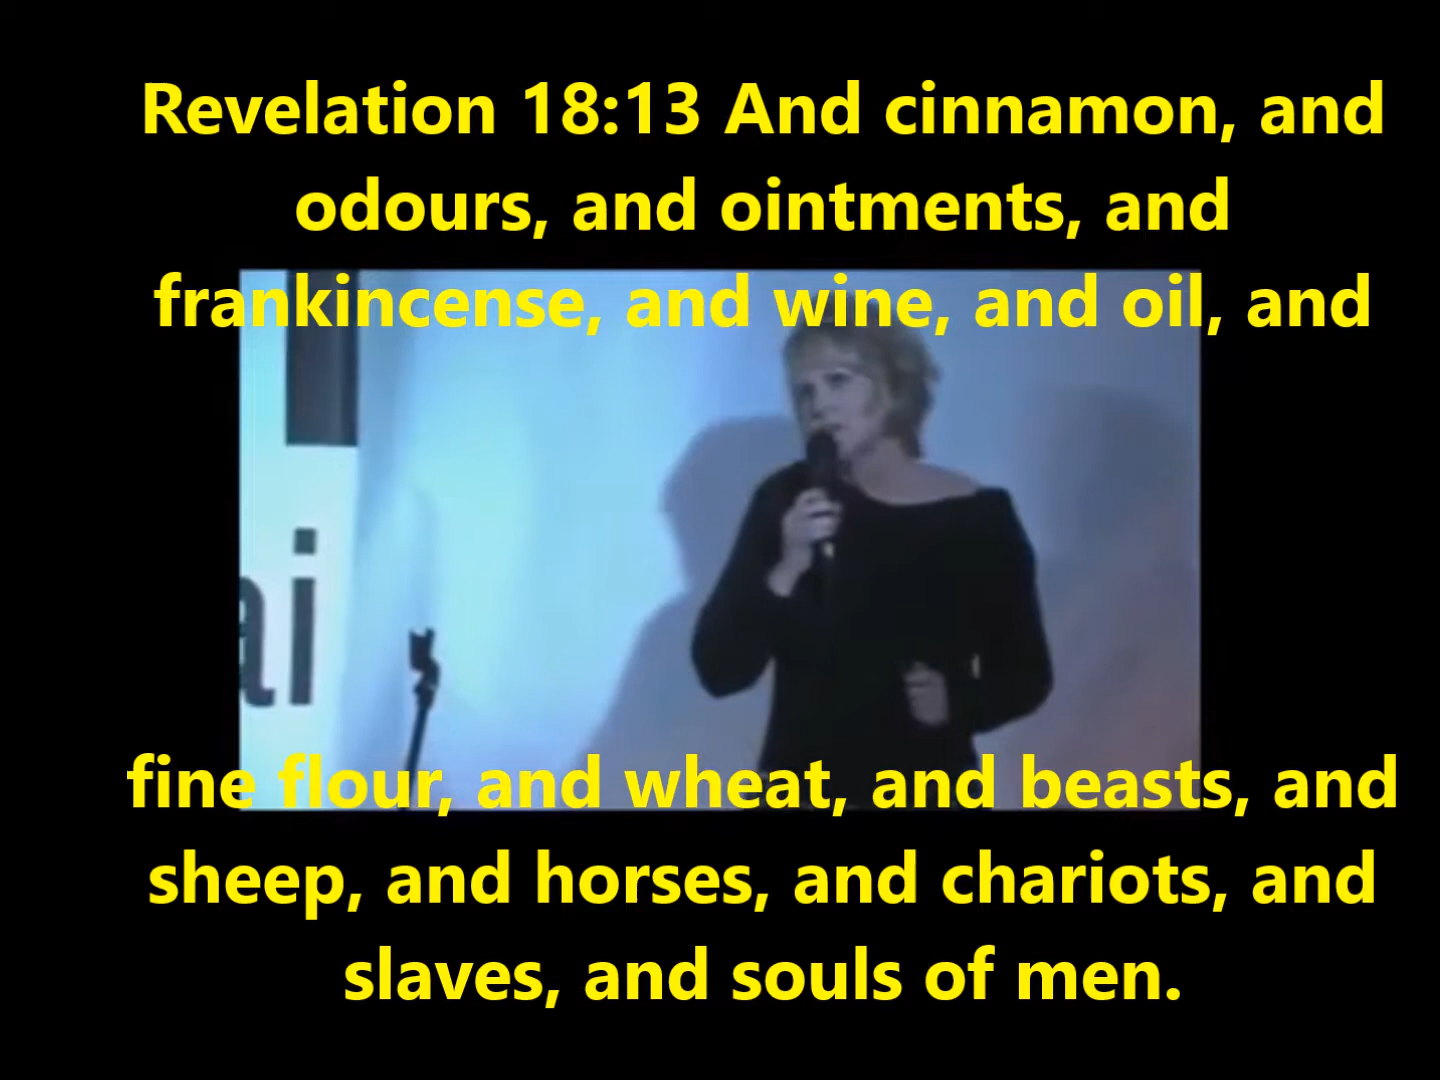 Revelation 18:13 And cinnamon, and
odours, and ointments, and
frankincense, and wine, and oil, and
ai
fine flour, and wheat, and beasts, and
sheep, and horses, and chariots, and
slaves, and souls of men.